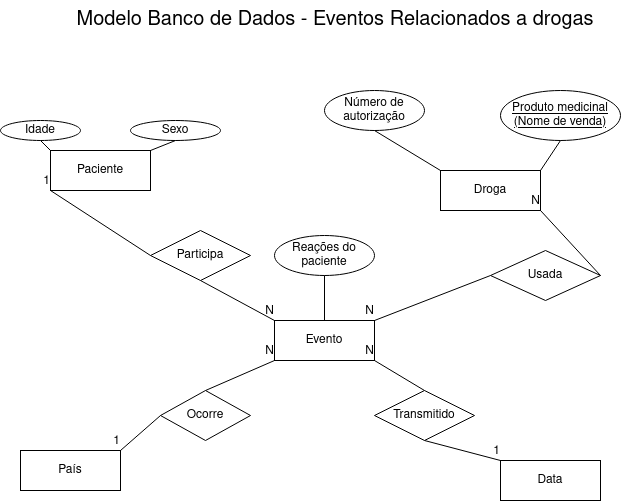 Modelo Banco de Dados - Eventos Relacionados a drogas
Idade
Sexo
Número de
autorização
Produto medicinal
(Nome de venda)
1
Paciente
Droga
N
Participa
Reações do
paciente
Usada
N
N
Evento
N
N
Ocorre
Transmitido
1
1
País
Data